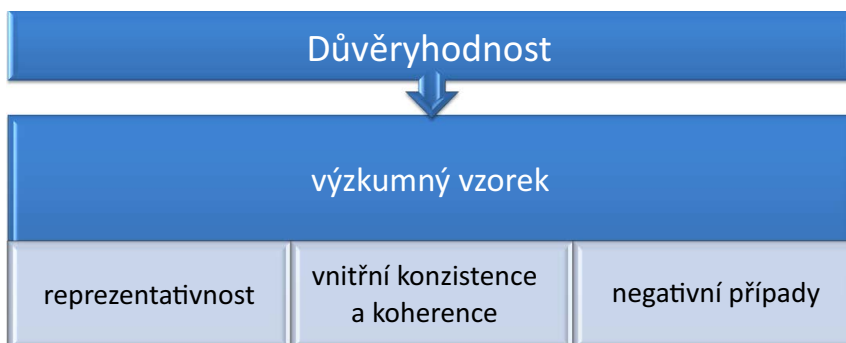 Důvěryhodnost
výzkumný vzorek
reprezentativnost
vnitřní konzistence
a koherence
negativní případy